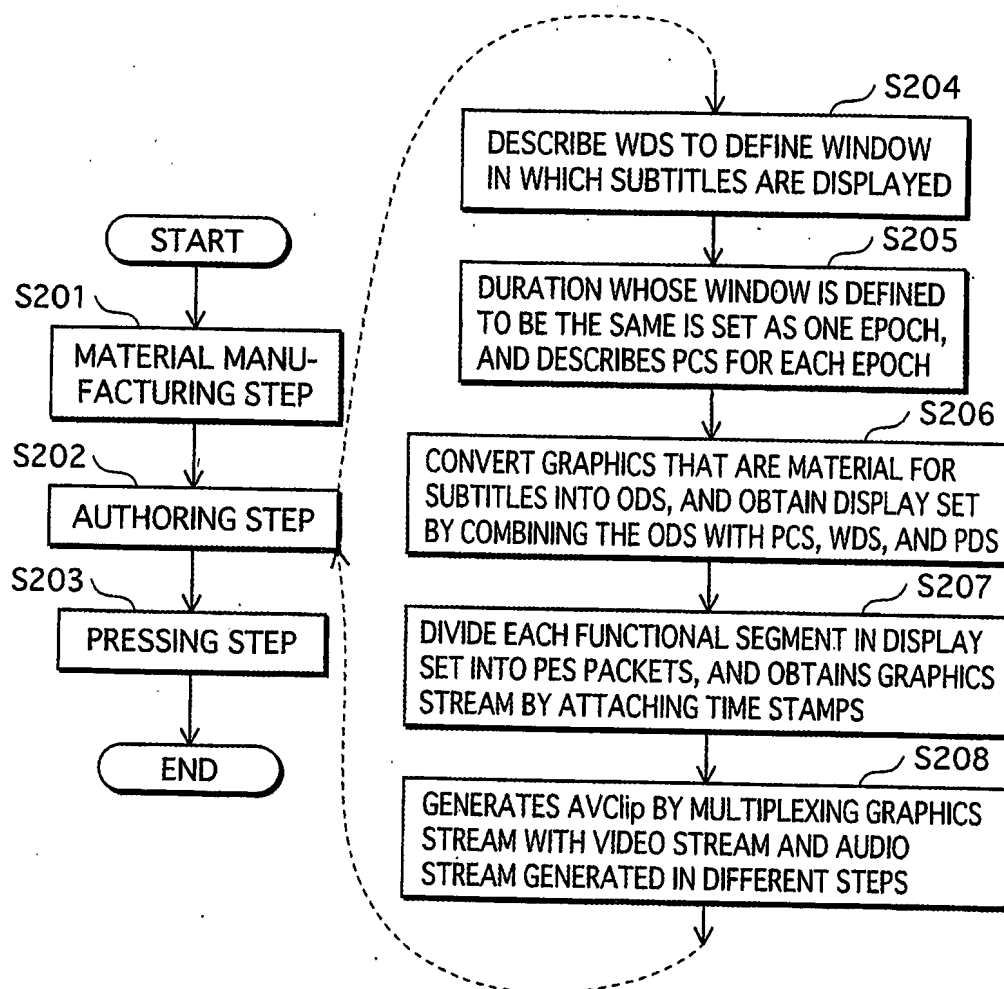 START
S201
MATERIAL MANU-
FACTURING STEP
S202
AUTHORING STEP
S203
PRESSING STEP
END
S204
DESCRIBE WDS TO DEFINE WINDOW
IN WHICH SUBTITLES ARE DISPLAYED
S205
DURATION WHOSE WINDOW IS DEFINED
TO BE THE SAME IS SET AS ONE EPOCH,
AND DESCRIBES PCS FOR EACH EPOCH
S206
CONVERT GRAPHICS THAT ARE MATERIAL FOR
SUBTITLES INTO ODS, AND OBTAIN DISPLAY SET
BY COMBINING THE ODS WITH PCS, WDS, AND PDS
S207
DIVIDE EACH FUNCTIONAL SEGMENT IN DISPLAY
SET INTO PES PACKETS, AND OBTAINS GRAPHICS
STREAM BY ATTACHING TIME STAMPS
S208
GENERATES AVClip BY MULTIPLEXING GRAPHICS
STREAM WITH VIDEO STREAM AND AUDIO
STREAM GENERATED IN DIFFERENT STEPS